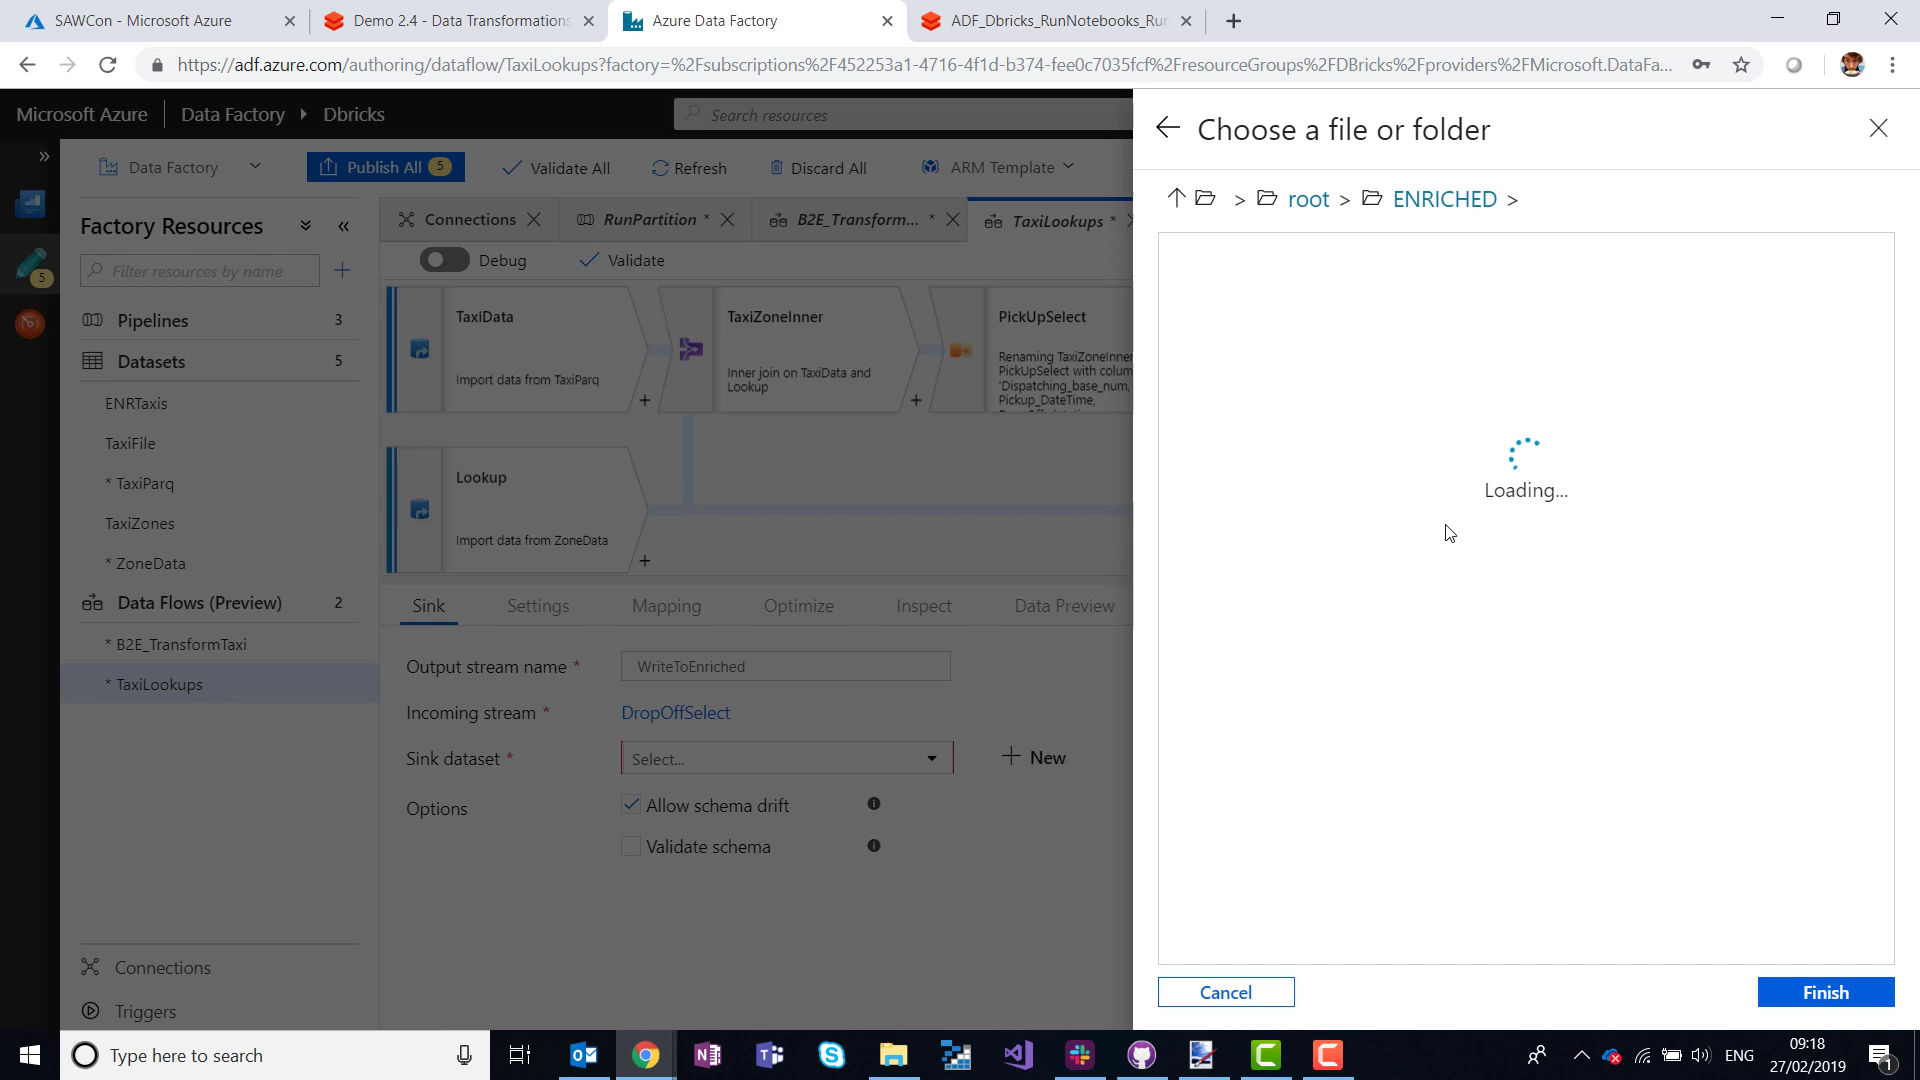 SAWCon - Microsoft Azure
Demo 2.4 - Data Transformations
Azure Data Factory
ADF_Dbricks_RunNotebooks_Ru
https://adf.azure.com/authoring/dataflow/TaxiLookups?factory=%2Fsubscriptions%2F452253a1-4716-4f1d-b374-fee0c7035fcf%2FresourceGroups%2FDBricks%2Fproviders%2FMicrosoft.DataFa...
Microsoft Azure
Data Factory
Dbricks
Search resources
Data Factory
Publish All
5
Validate All
Refresh
Discard All
ARM Template
Factory Resources
Filter resources by name
5
Pipelines
3
Datasets
5
ENRTaxis
TaxiFile
* TaxiParq
TaxiZones
* ZoneData
Data Flows (Preview)
2
* B2E_TransformTaxi
* TaxiLookups
Connections
Triggers
Connections
RunPartition *
B2E_Transform... *
TaxiLookups *
Debug
Validate
TaxiData
Import data from TaxiParq
+
TaxiZoneInner
Inner join on TaxiData and
Lookup
+
PickUpSelect
Renaming TaxiZoneInner
PickUpSelect with colum
'Dispatching_base_num,
Pickup_DateTime,
Lookup
Import data from ZoneData
+
Sink
Settings
Mapping
Optimize
Inspect
Data Preview
Output stream name *
WriteToEnriched
Incoming stream *
DropOffSelect
Sink dataset *
Select...
New
Options
Allow schema drift
Validate schema
Choose a file or folder
> root > ENRICHED >
Loading...
Cancel
Finish
Type here to search
ENG
09:18
27/02/2019
1